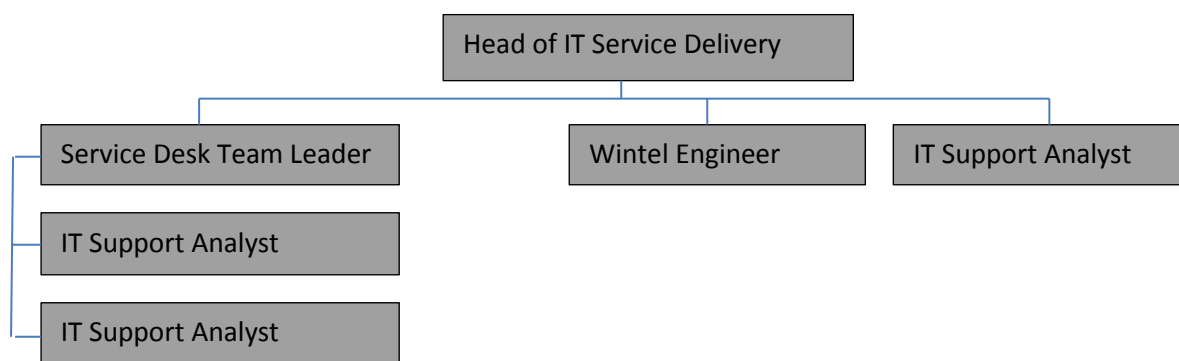 Head of IT Service Delivery
Service Desk Team Leader
Wintel Engineer
IT Support Analyst
IT Support Analyst
IT Support Analyst